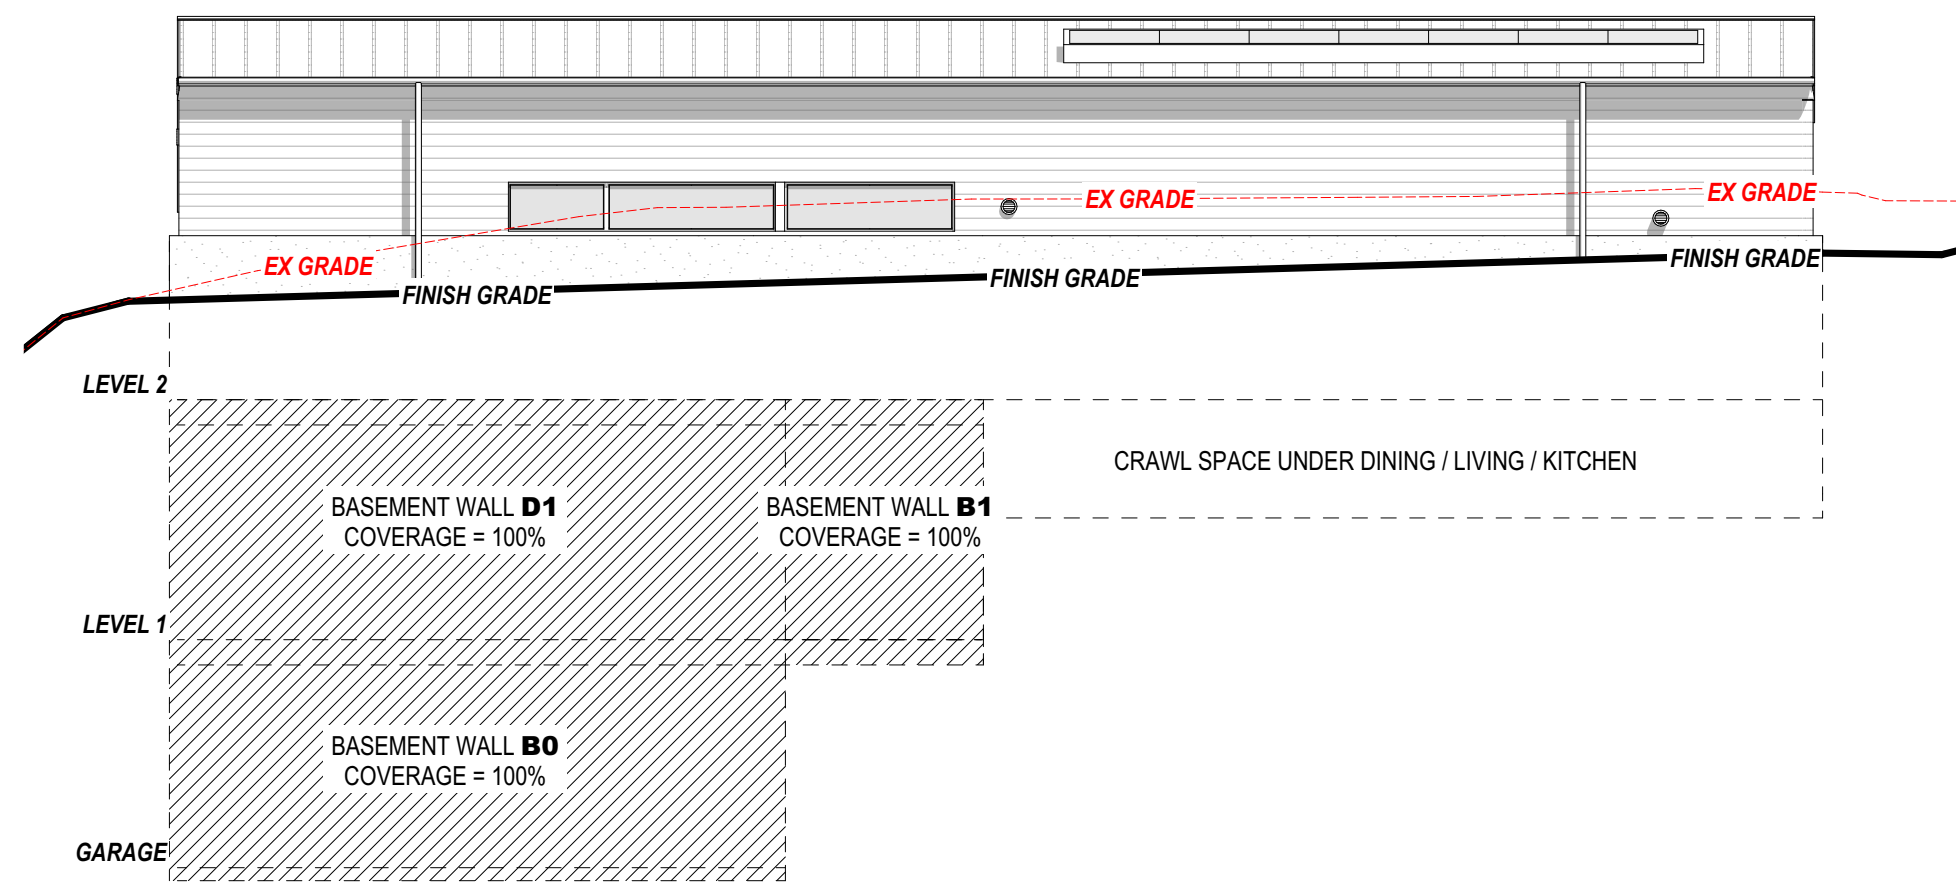 EX GRADE
EX GRADE
EX GRADE
FINISH GRADE
FINISH GRADE
FINISH GRADE
LEVEL 2
CRAWL SPACE UNDER DINING / LIVING / KITCHEN
BASEMENT WALL D1
COVERAGE = 100%
BASEMENT WALL B1
COVERAGE = 100%
LEVEL 1
BASEMENT WALL B0
COVERAGE = 100%
GARAGE